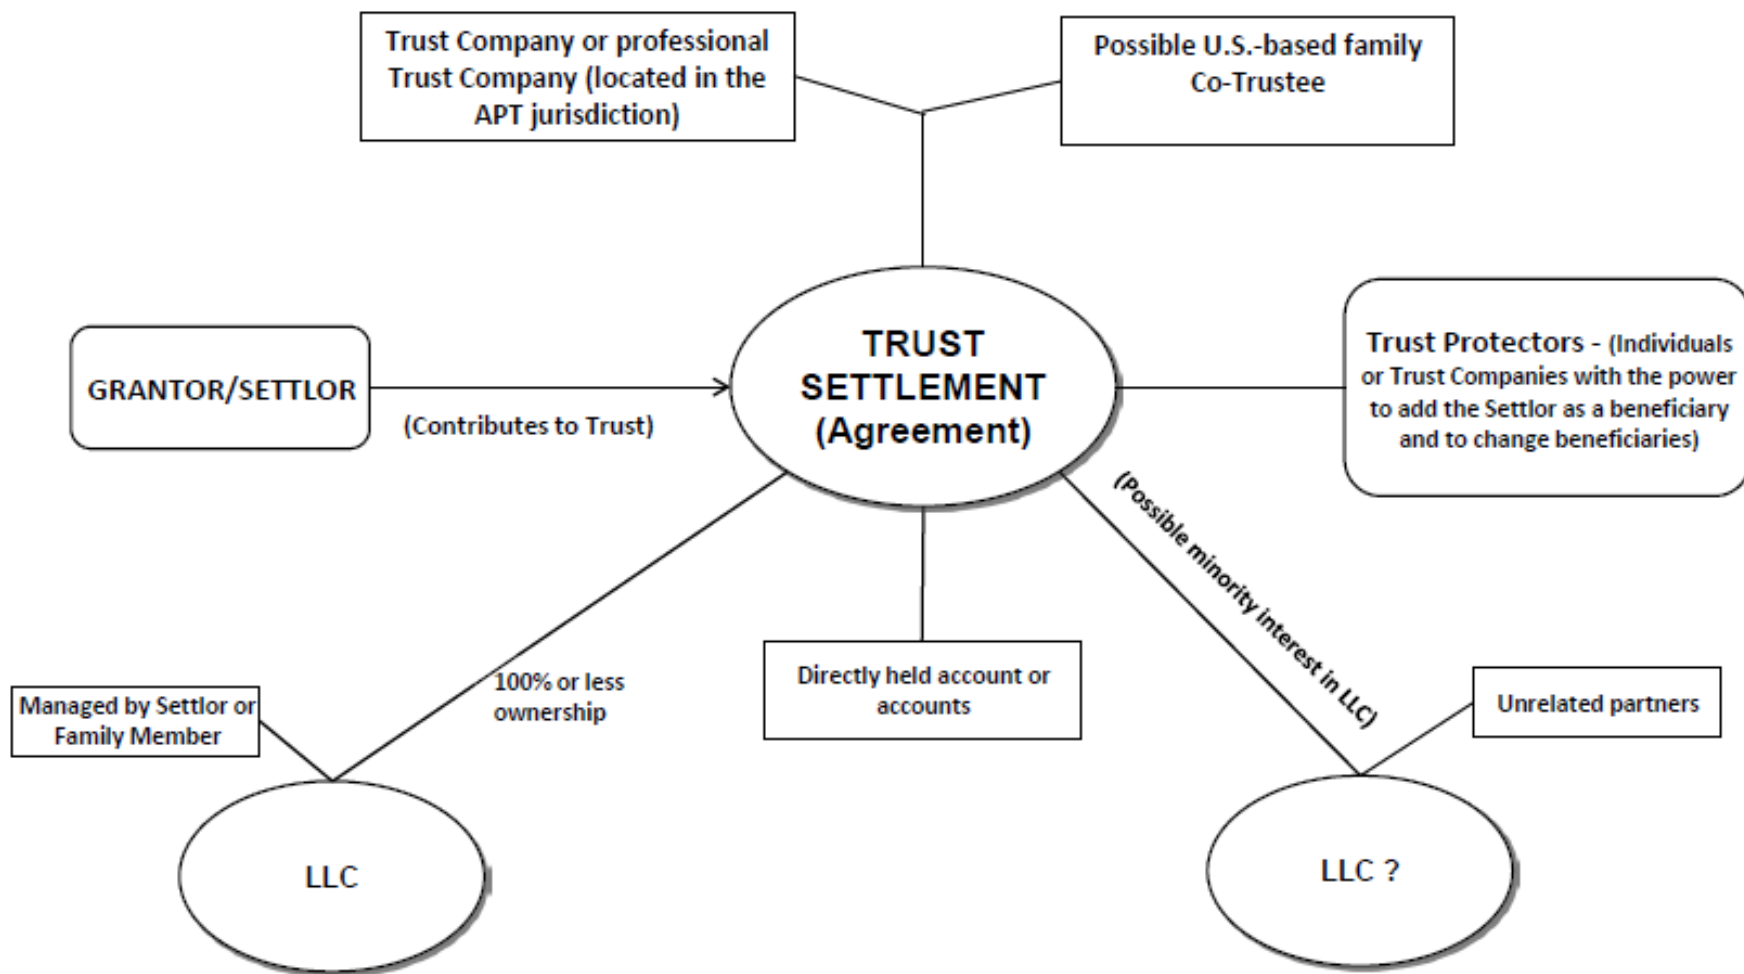 Trust Company or professional
Trust Company (located in the
APT jurisdiction)
Possible U.S.-based family
Co-Trustee
GRANTOR/SETTLOR
(Contributes to Trust)
TRUST
SETTLEMENT
(Agreement)
Trust Protectors - (Individuals
or Trust Companies with the power
to add the Settlor as a beneficiary
and to change beneficiaries)
Managed by Settlor or
Family Member
100% or less
ownership
Directly held account or
accounts
(Possible minority interest in LLC)
Unrelated partners
LLC
LLC ?